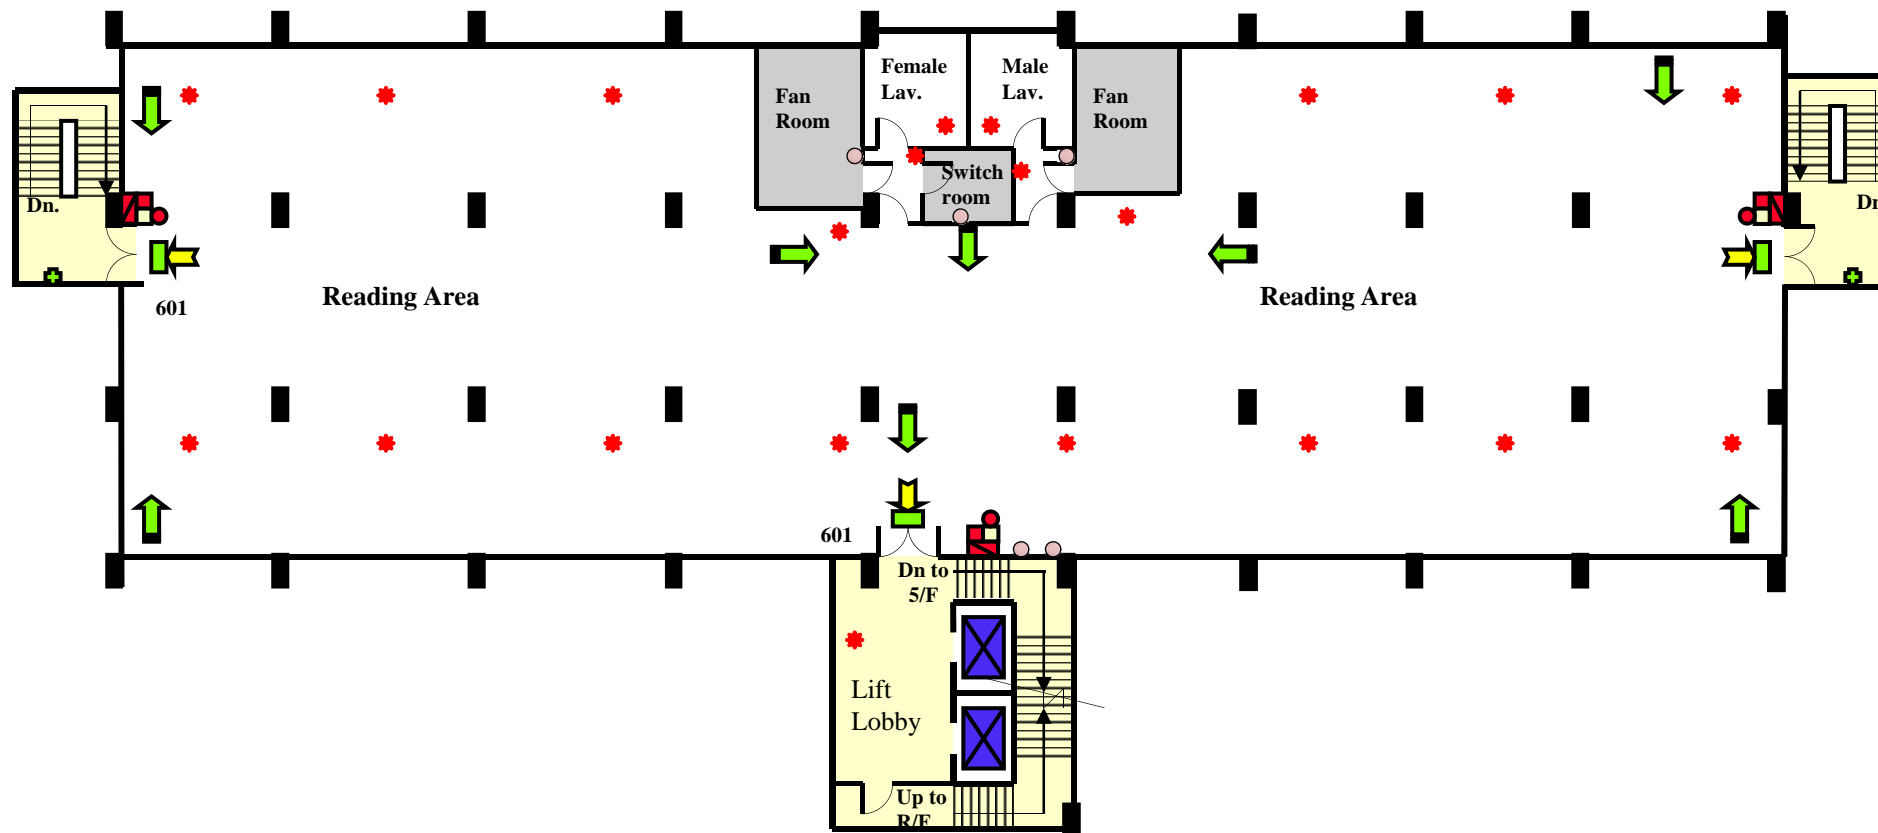 Female
Lav.
Male
Lav.
Fan
Room
Fan
Room
Switch
room
Dn.
Dn
Reading Area
Reading Area
601
601
Dn to
5/F
Lift
Lobby
Up to
R/F